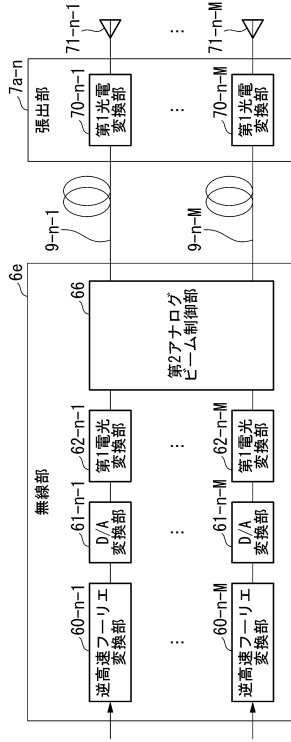 6e
無線部
60-n-1
逆高速フーリエ
変換部
61-n-1
D/A
変換部
62-n-1
第1電光
変換部
66
第2アナログ
ビーム制御部
9-n-1
7a-n
張出部
70-n-1
第1光電
変換部
71-n-1
...
...
...
...
...
60-n-M
逆高速フーリエ
変換部
61-n-M
D/A
変換部
62-n-M
第1電光
変換部
9-n-M
70-n-M
第1光電
変換部
71-n-M